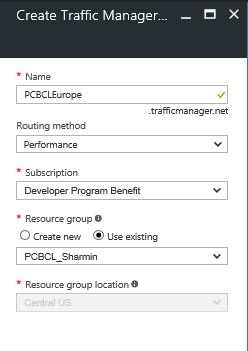 Create Traffic Manager...
* Name
PCBCLEurope
.trafficmanager.net
Routing method
Performance
* Subscription
Developer Program Benefit
* Resource group
Create new Use existing
PCBCL_Sharmin
* Resource group location
Central US